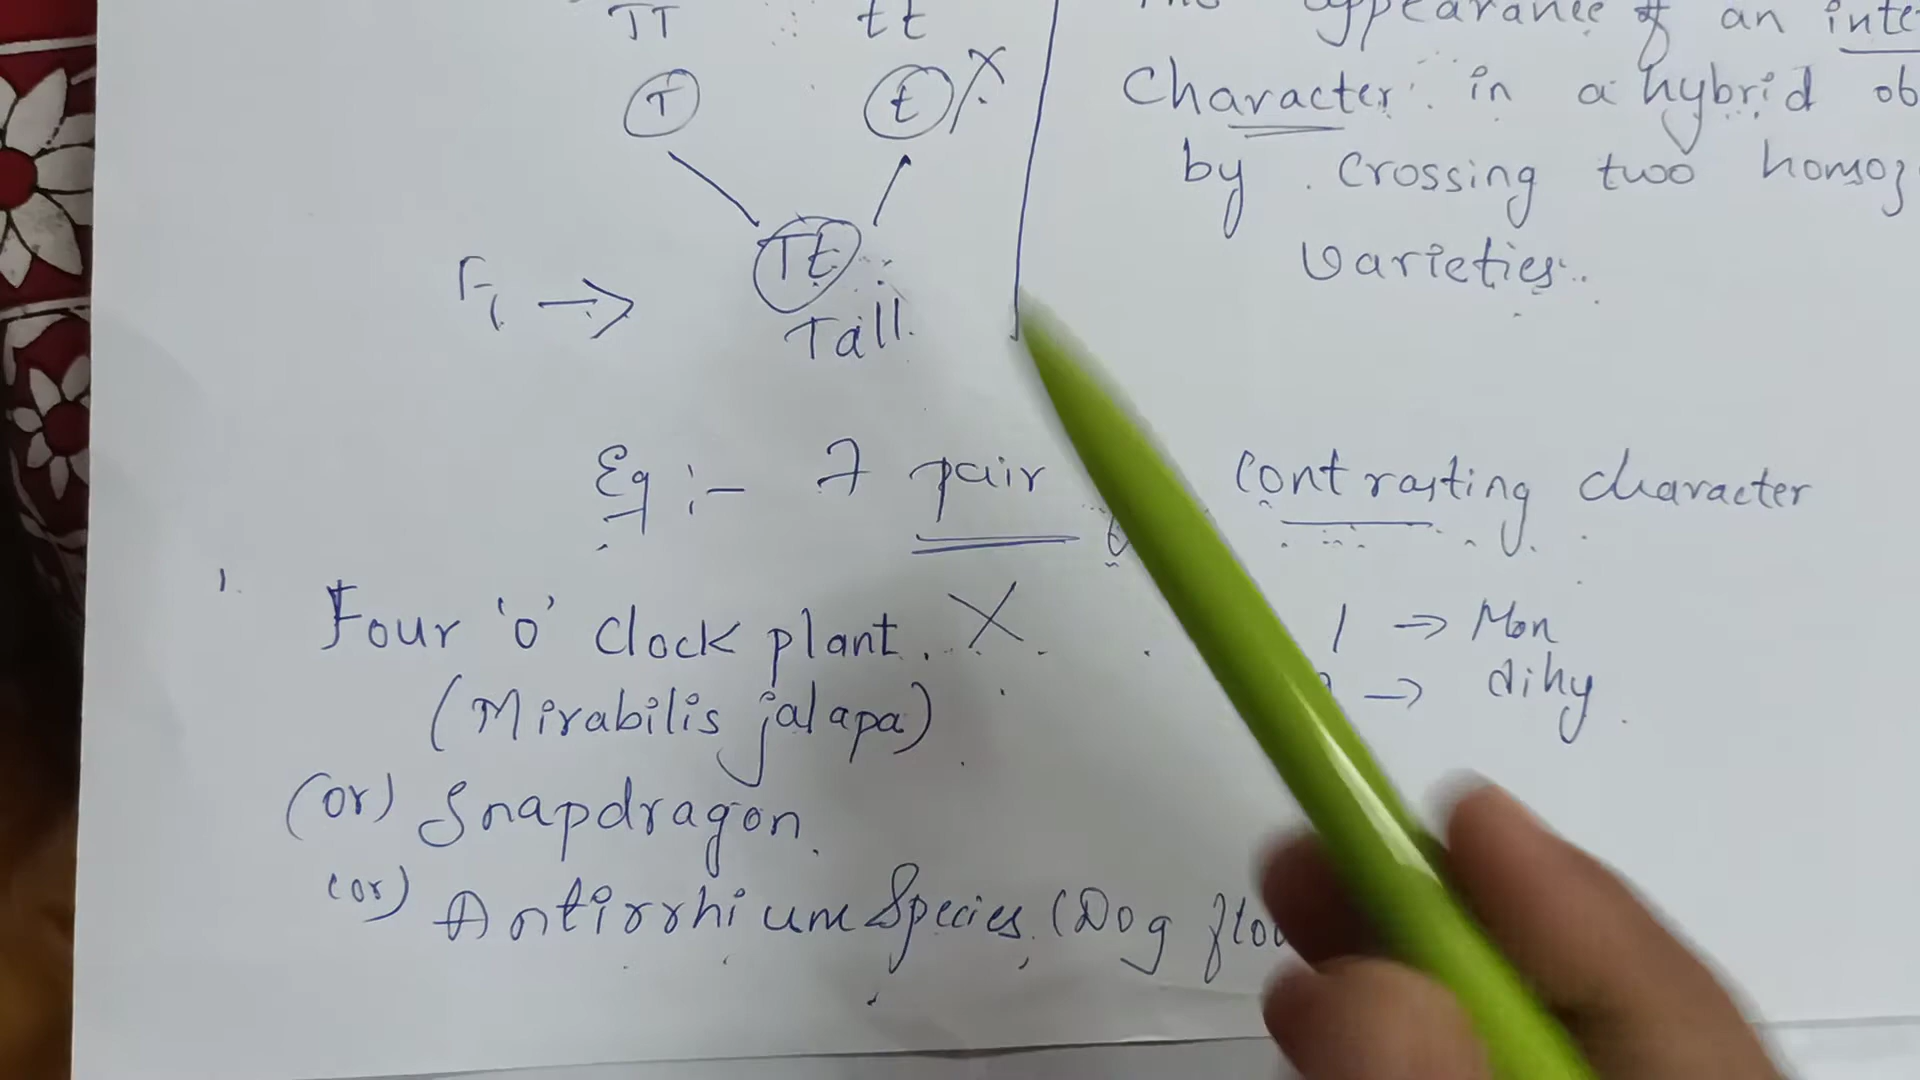 TT tt
T t X
Tt
F1 → Tall
appearance of an inte
Character in a hybrid ob
by crossing two homoz
varieties.
Eg :- 7 pair contrasting character
1.
Four 'o' clock plant. X
(Mirabilis jalapa)
(or) Snapdragon
(or) Antirrhium Species (Dog flow
1 → Mon
→ dihy